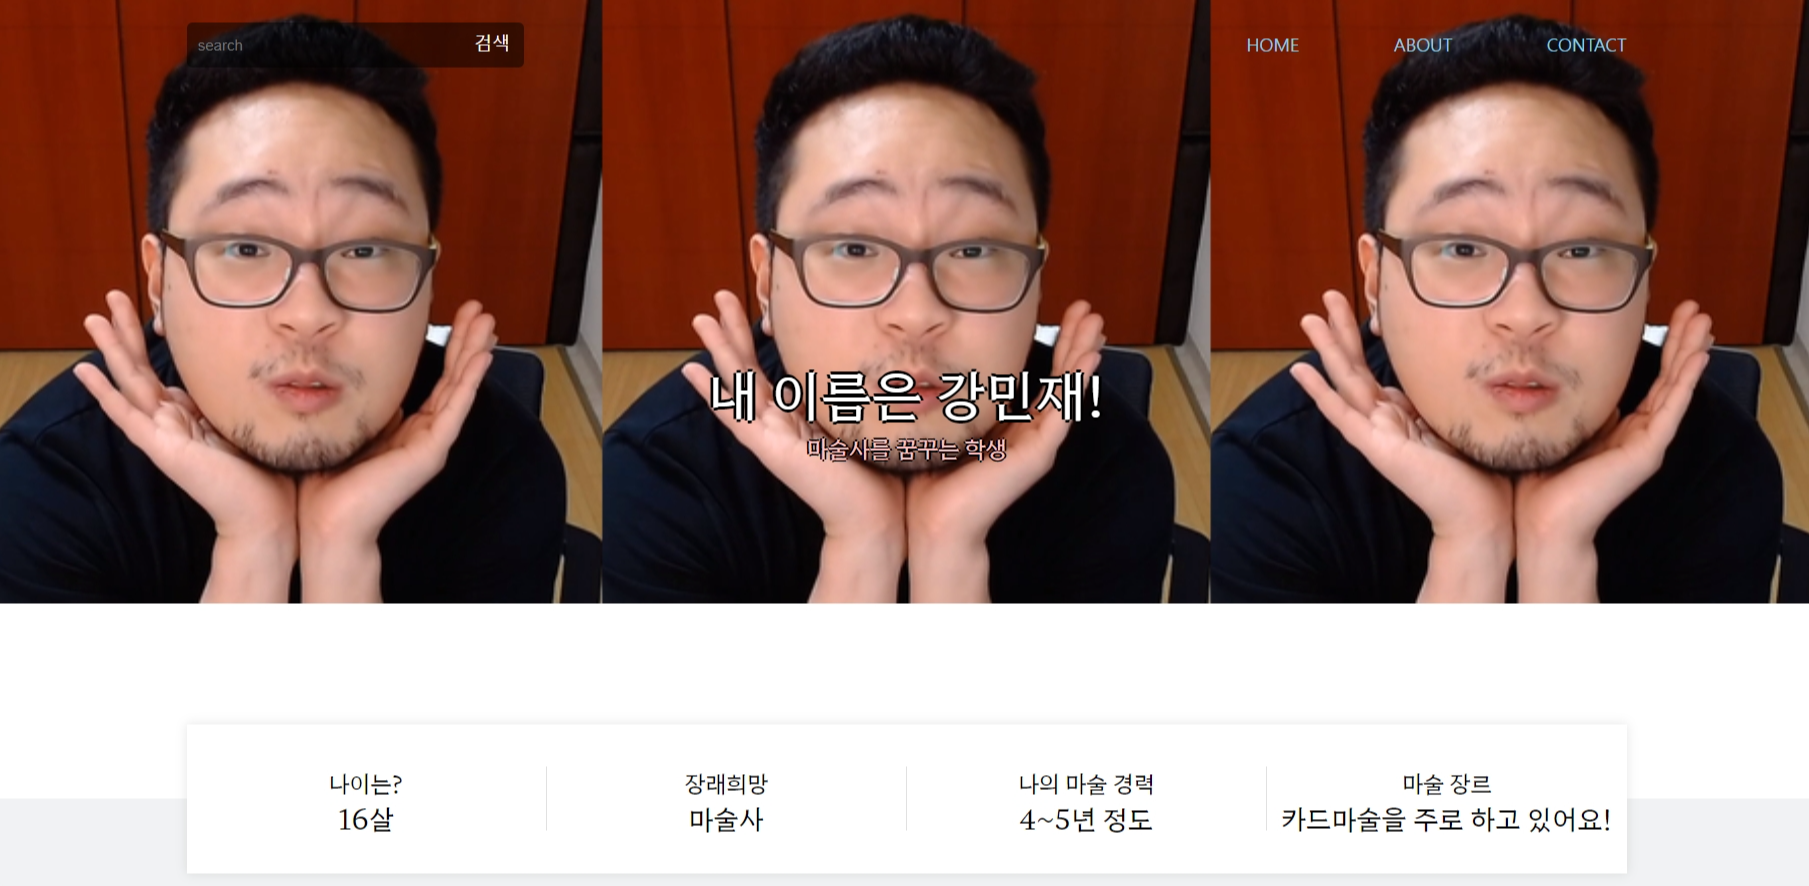 search 검색 HOME ABOUT CONTACT
내 이름은 강민재!
마술사를 꿈꾸는 학생
나이는? 장래희망 나의 마술 경력 마술 장르
16살 마술사 4~5년 정도 카드마술을 주로 하고 있어요!